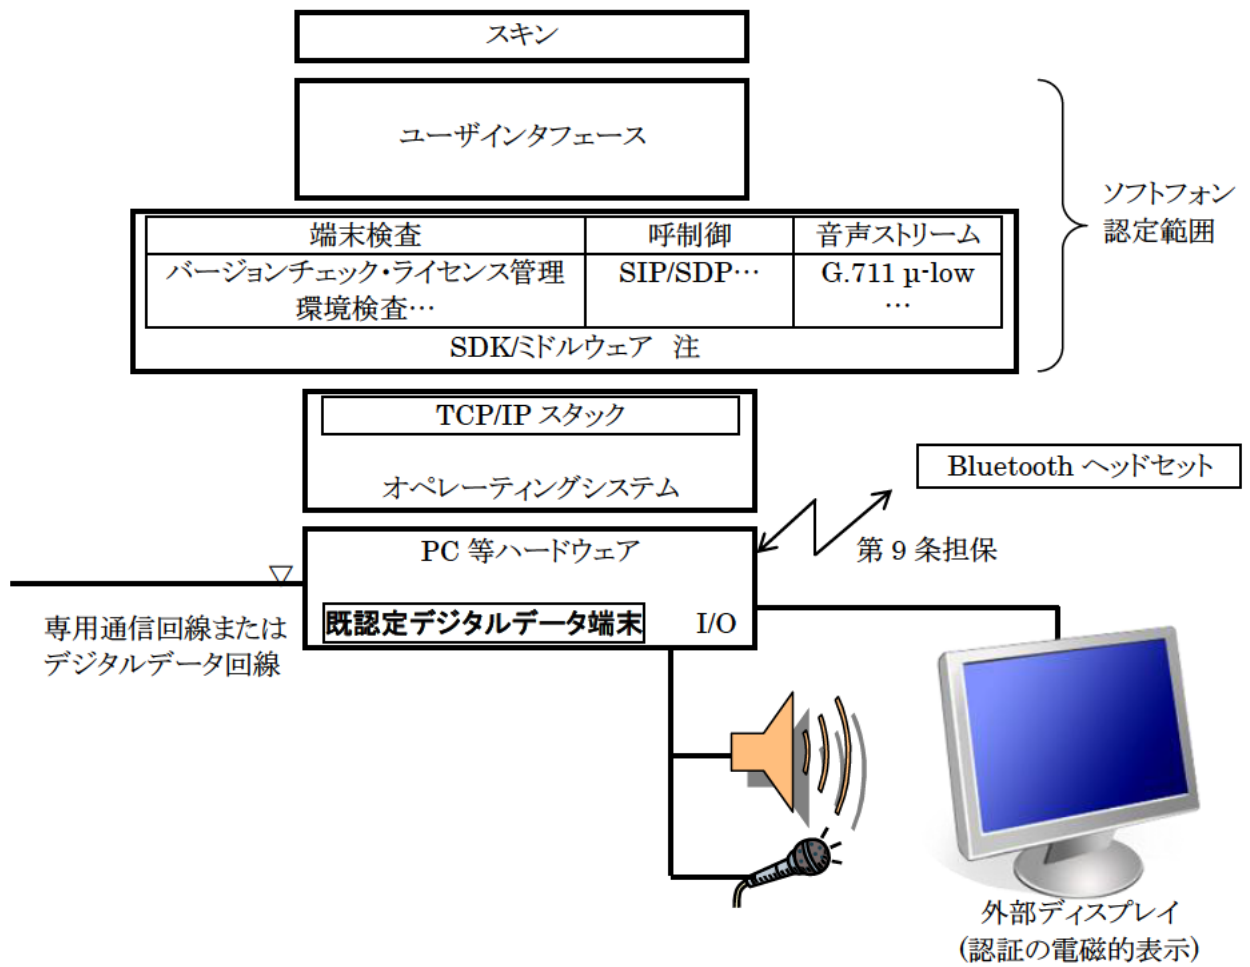 スキン
ユーザインタフェース
ソフトフォン
認定範囲
端末検査 呼制御 音声ストリーム
バージョンチェック・ライセンス管理 SIP/SDP… G.711 μ-low
環境検査… …
SDK/ミドルウェア 注
TCP/IP スタック
オペレーティングシステム
Bluetooth ヘッドセット
PC 等ハードウェア
第 9 条担保
既認定デジタルデータ端末 I/O
専用通信回線または
デジタルデータ回線
外部ディスプレイ
(認証の電磁的表示)